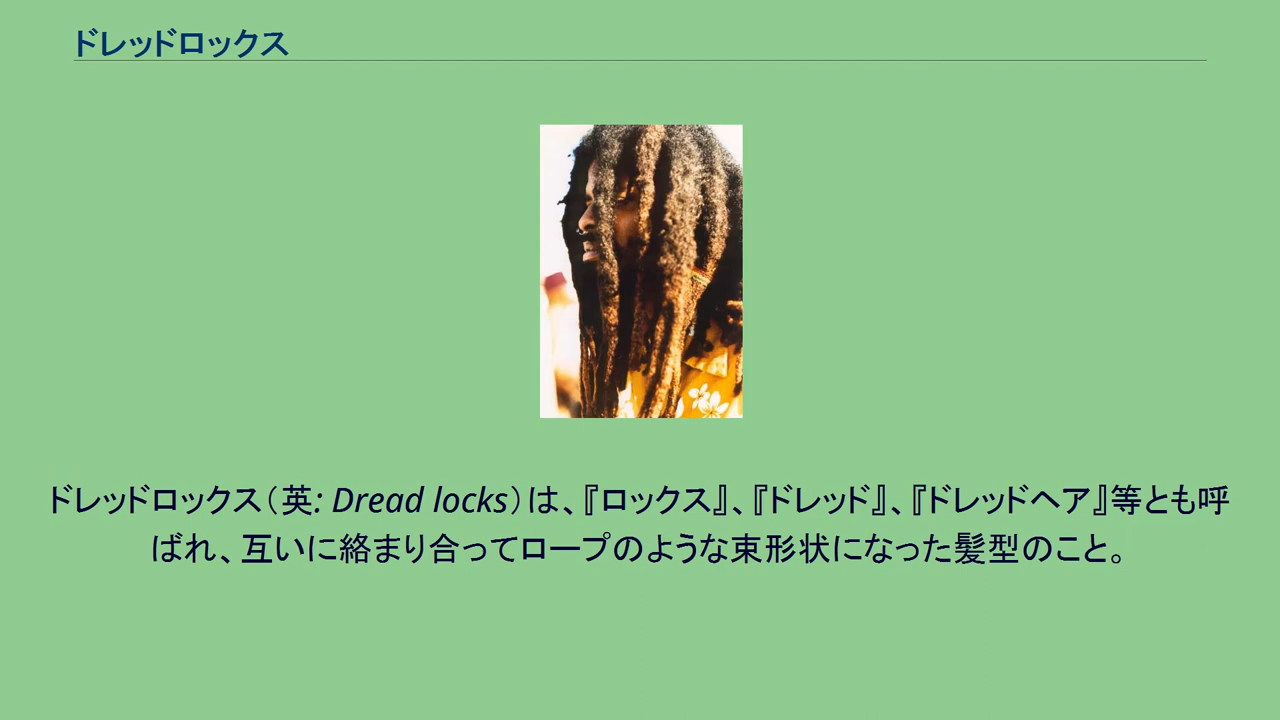 ドレッドロックス
ドレッドロックス（英: Dread locks）は、『ロックス』、『ドレッド』、『ドレッドヘア』等とも呼
ばれ、互いに絡まり合ってロープのような束形状になった髪型のこと。